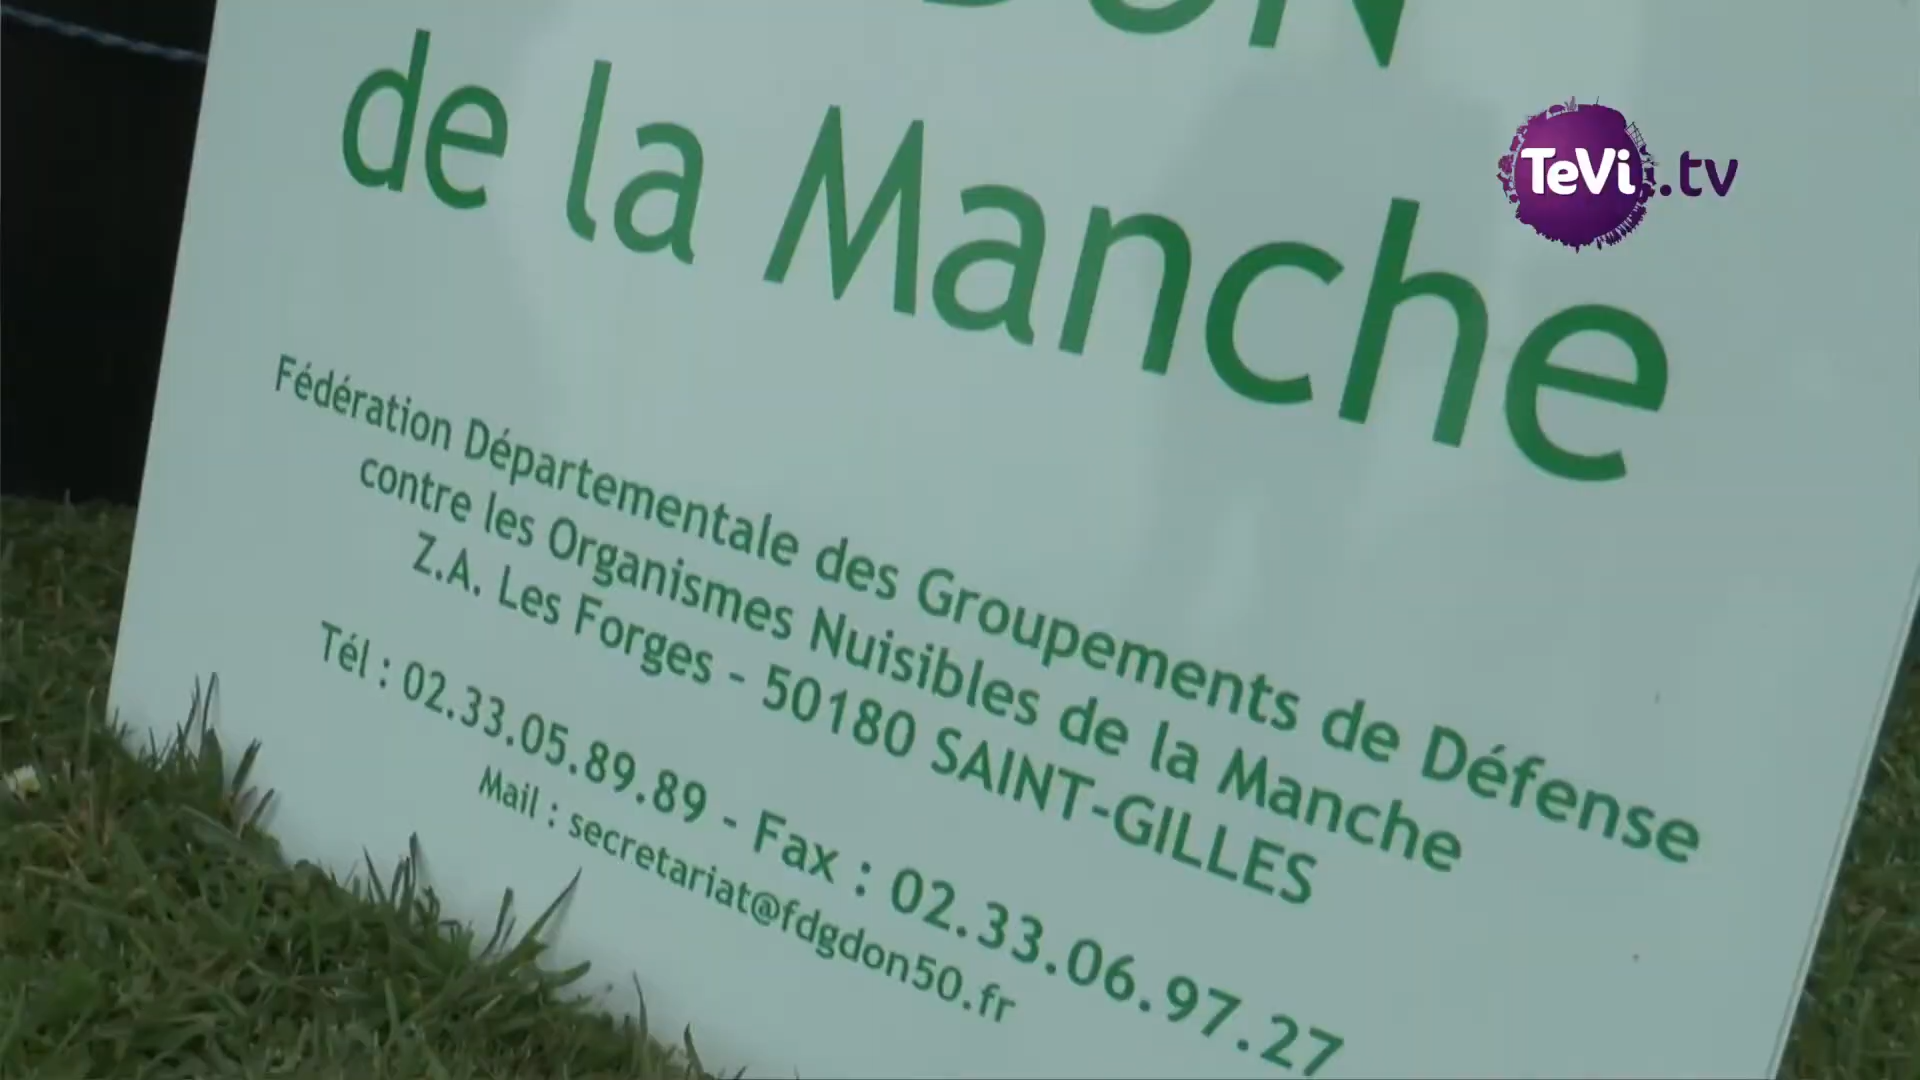 de la Manche
TeVi.tv
Fédération Départementale des Groupements de Défense
contre les Organismes Nuisibles de la Manche
Z.A. Les Forges - 50180 SAINT-GILLES
Tél : 02.33.05.89.89 - Fax : 02.33.06.97.27
Mail : secretariat@fdgdon50.fr